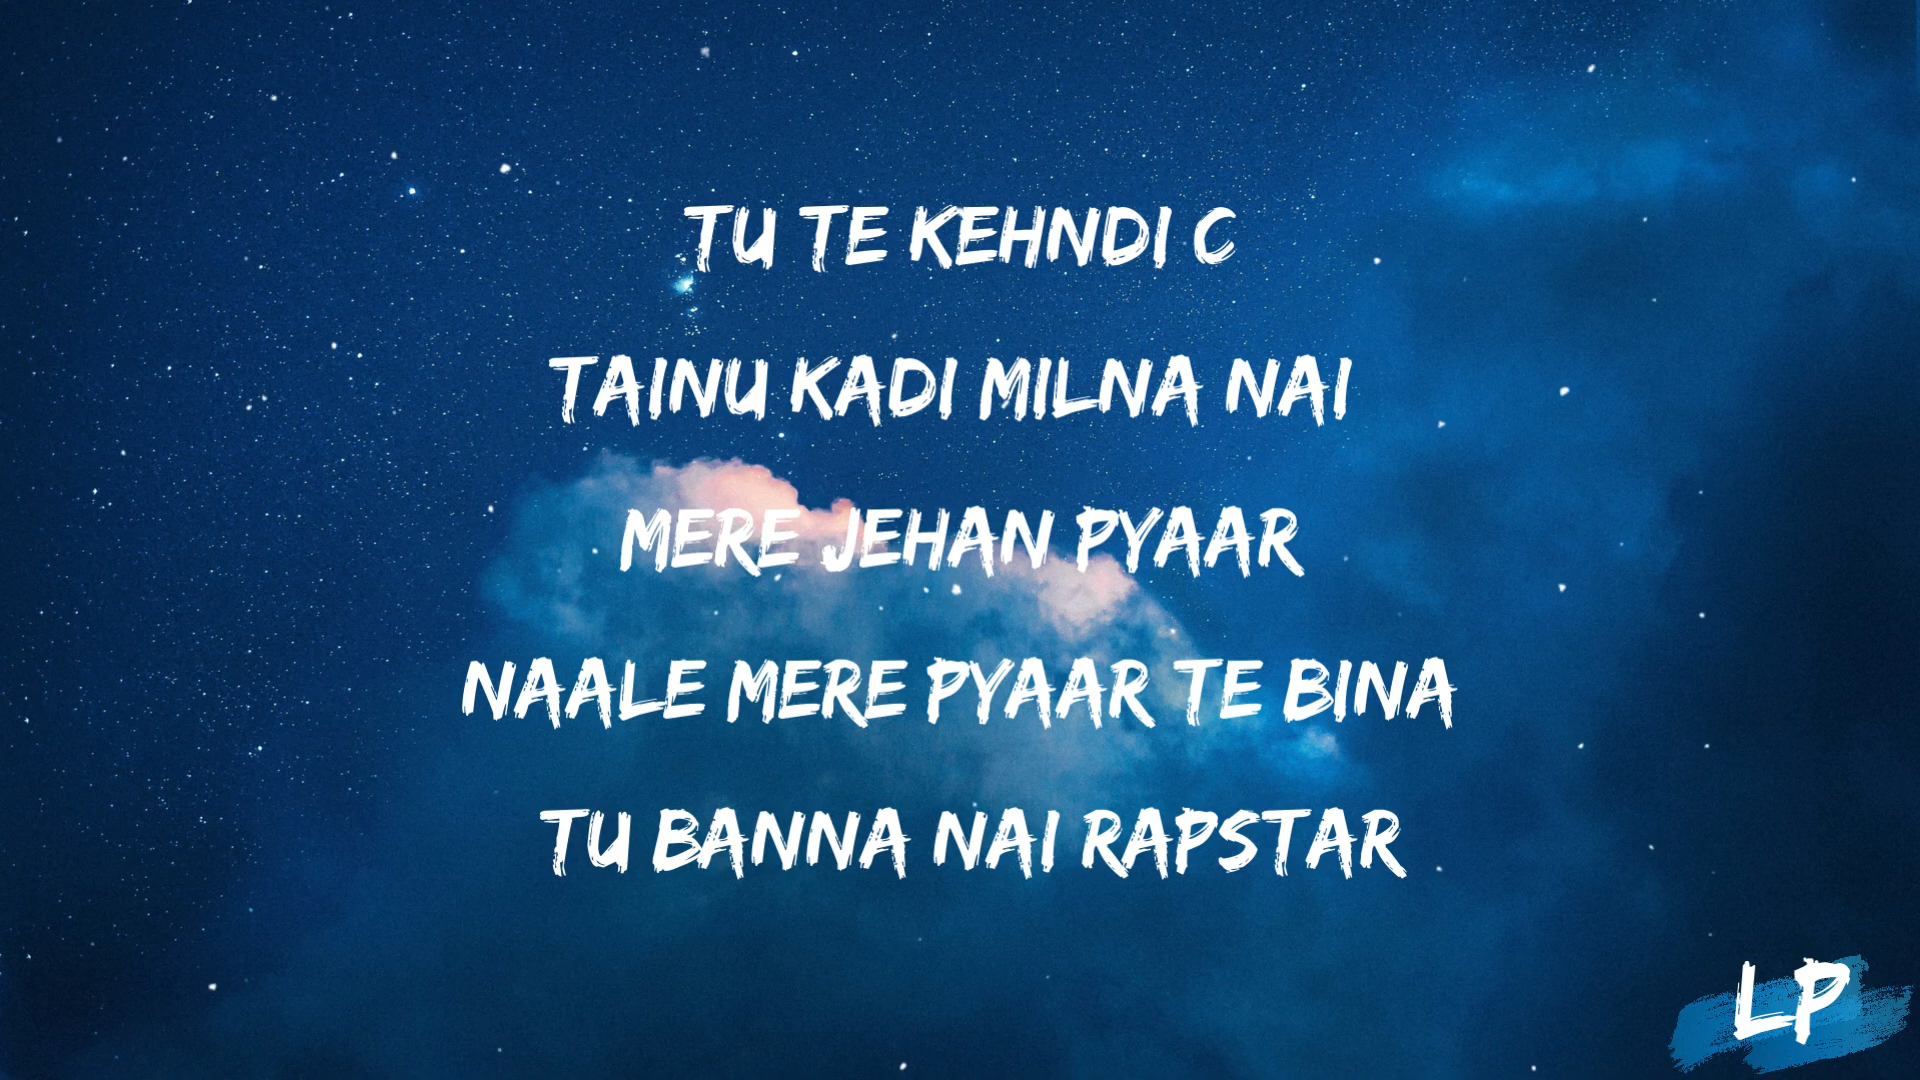 TU TE KEHNDI C
TAINU KADI MILNA NAI
MERE JEHAN PYAAR
NAALE MERE PYAAR TE BINA
TU BANNA NAI RAPSTAR
LP